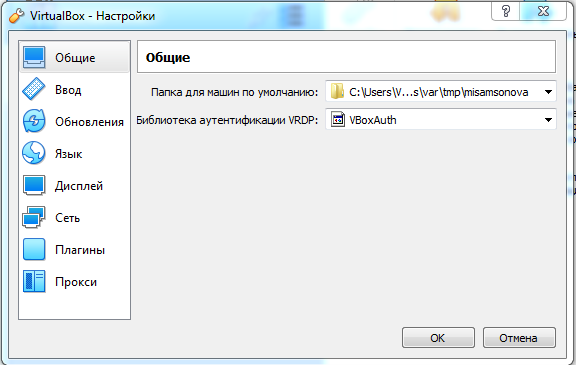 VirtualBox - Настройки
Общие
Ввод
Обновления
Язык
Дисплей
Сеть
Плагины
Прокси
Общие
Папка для машин по умолчанию: C:\Users\V...s\var\tmp\misamsonova
Библиотека аутентификации VRDP: VBoxAuth
OK
Отмена